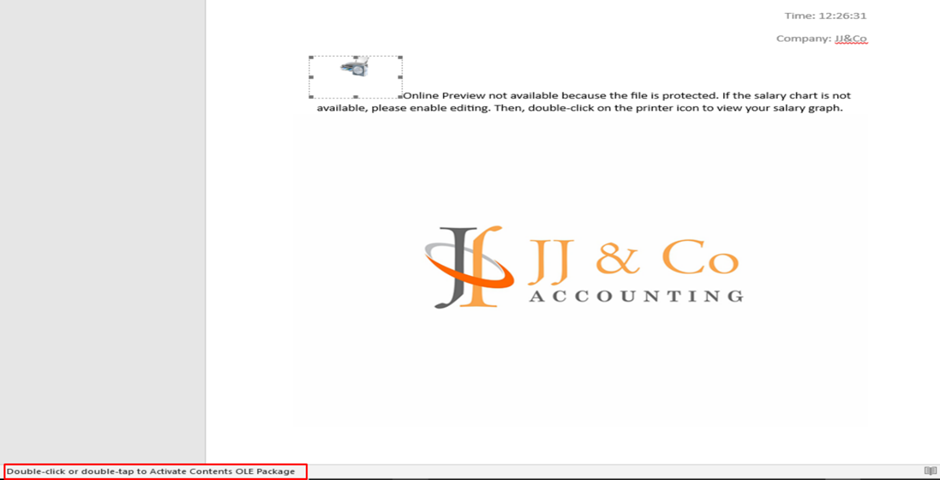 Time: 12:26:31
Company: JJ&Co
Online Preview not available because the file is protected. If the salary chart is not
available, please enable editing. Then, double-click on the printer icon to view your salary graph.
JJ & Co
ACCOUNTING
Double-click or double-tap to Activate Contents OLE Package